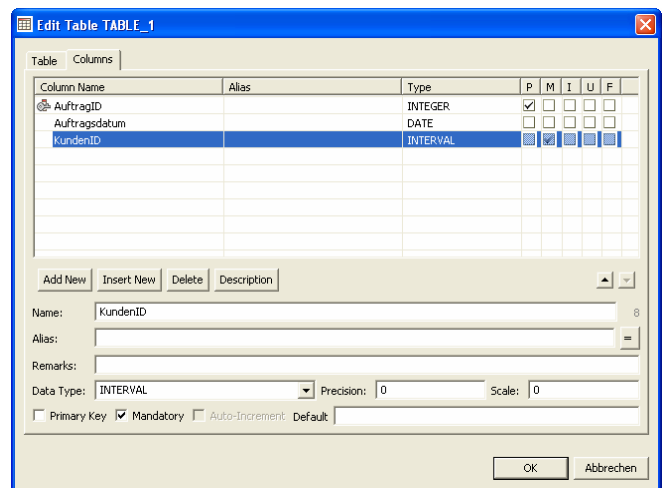 Edit Table TABLE_1
Table Columns
Column Name Alias Type P M I U F
AuftragID INTEGER
Auftragsdatum DATE
KundenID INTERVAL
Add New Insert New Delete Description
Name: KundenID 8
Alias: =
Remarks:
Data Type: INTERVAL Precision: 0 Scale: 0
Primary Key Mandatory Auto-Increment Default
OK Abbrechen